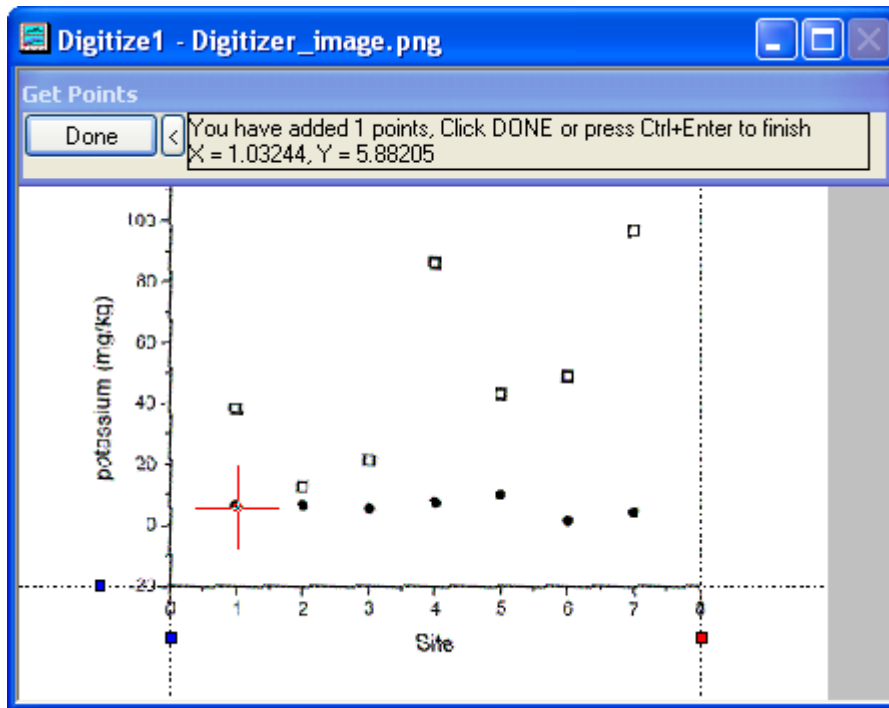 Digitize1 - Digitizer_image.png
Get Points
Done
<
You have added 1 points, Click DONE or press Ctrl+Enter to finish
X = 1.03244, Y = 5.88205
100
80
60
40
20
0
potassium (mg/kg)
-20
0 1 2 3 4 5 6 7 8
Site